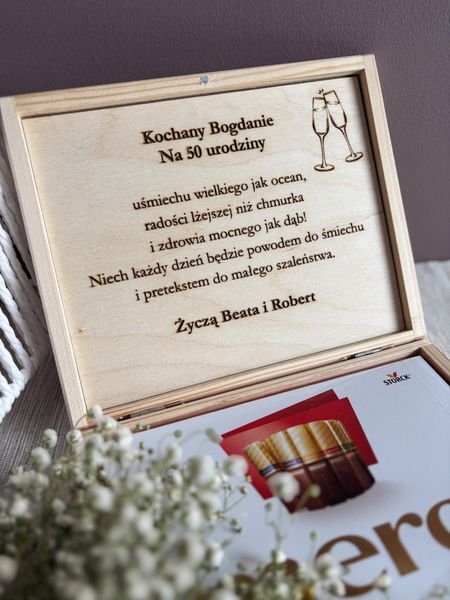 Kochany Bogdanie
Na 50 urodziny
uśmiechu wielkiego jak ocean,
radości lżejszej niż chmurka
i zdrowia mocnego jak dąb!
Niech każdy dzień będzie powodem do śmiechu
i pretekstem do małego szaleństwa.
Życzą Beata i Robert
STORCK